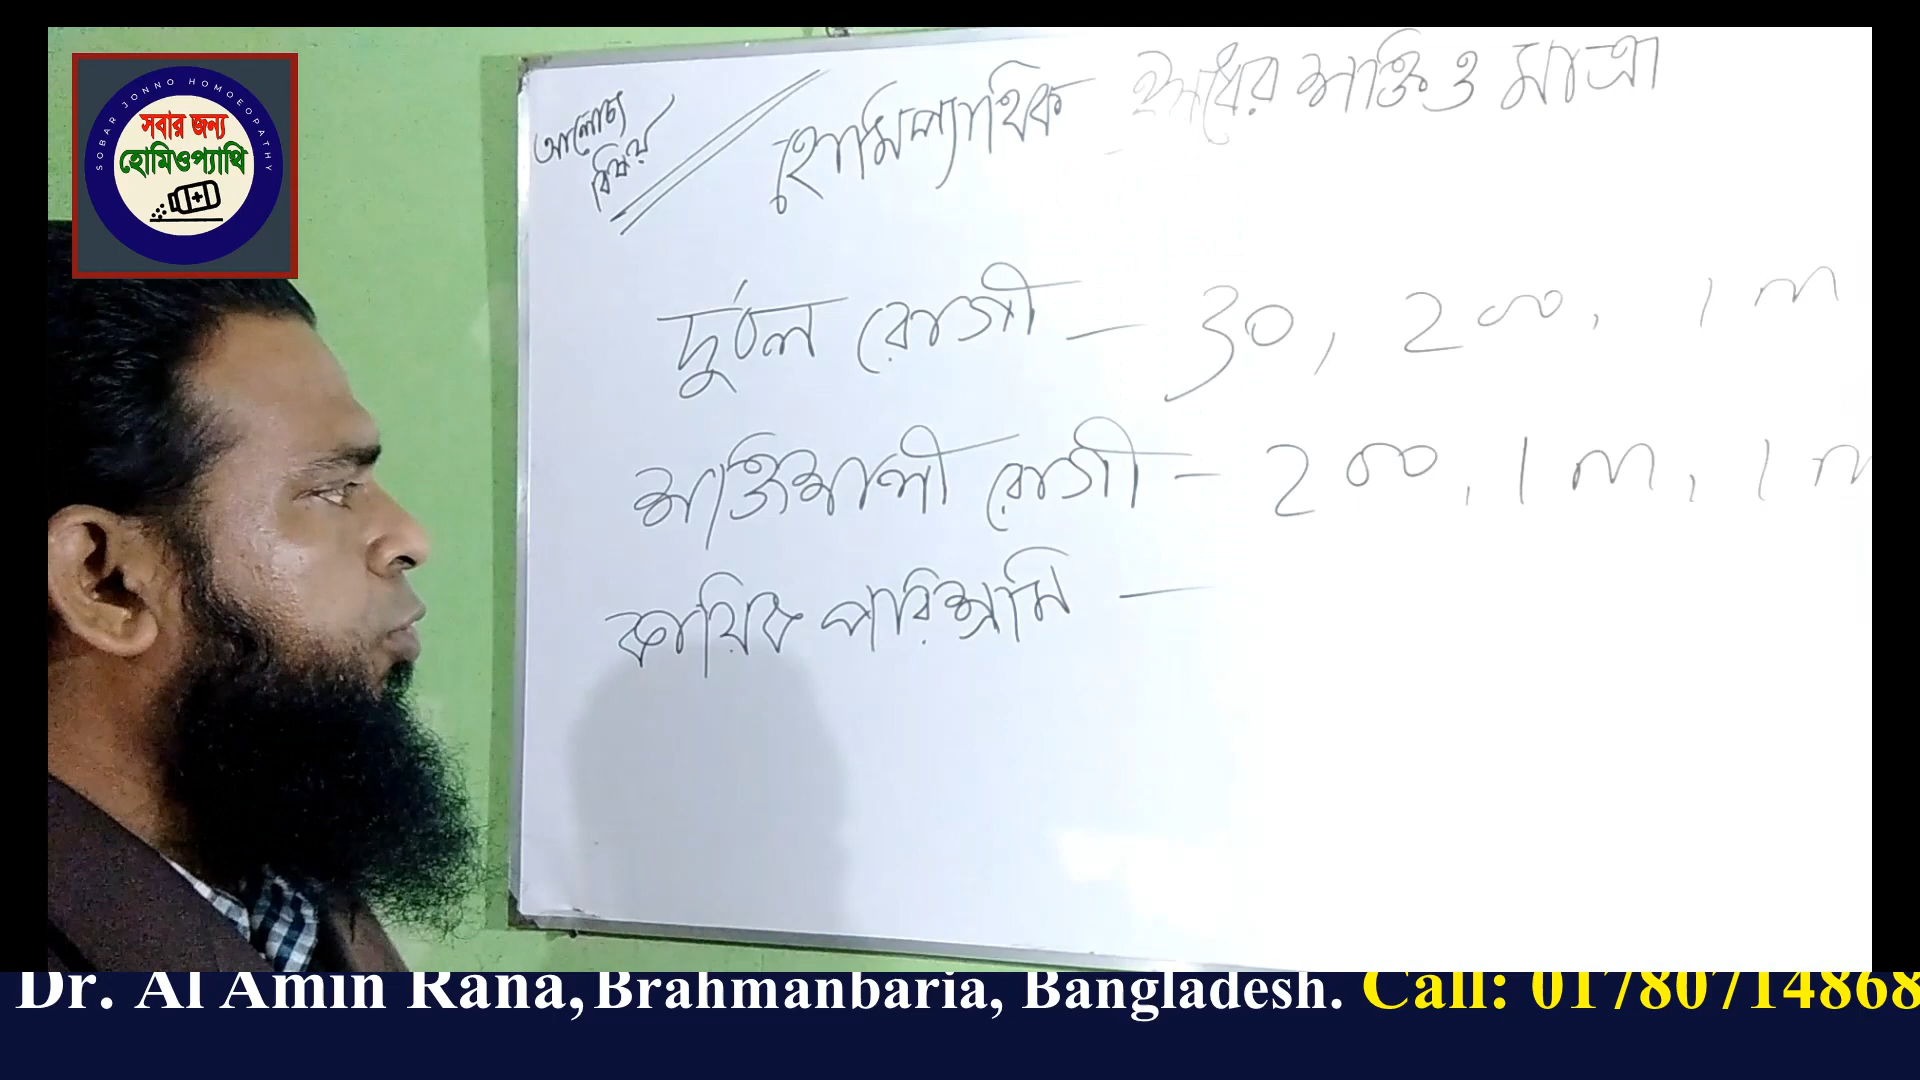 SOBAR JONNO HOMOEOPATHY
সবার জন্য
হোমিওপ্যাথি
আলোচ্য
বিষয়
হোমিপ্যাথিক ঔষধের শক্তি ও মাত্রা
দুর্বল রোগী – 30, 200, 1m
শক্তিশালী রোগী – 200, 1m, 1m
কায়িক পরিশ্রমি –
Dr. Al Amin Rana, Brahmanbaria, Bangladesh. Call: 01780714868